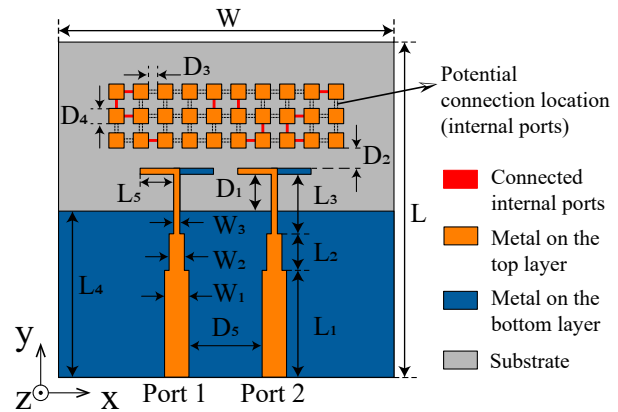 W
D₃
D₄
D₂
Potential
connection location
(internal ports)
L₅
D₁
L₃
L
W₃
W₂
L₂
W₁
L₄
D₅
L₁
Connected
internal ports
Metal on the
top layer
Metal on the
bottom layer
Substrate
y
z
x
Port 1
Port 2